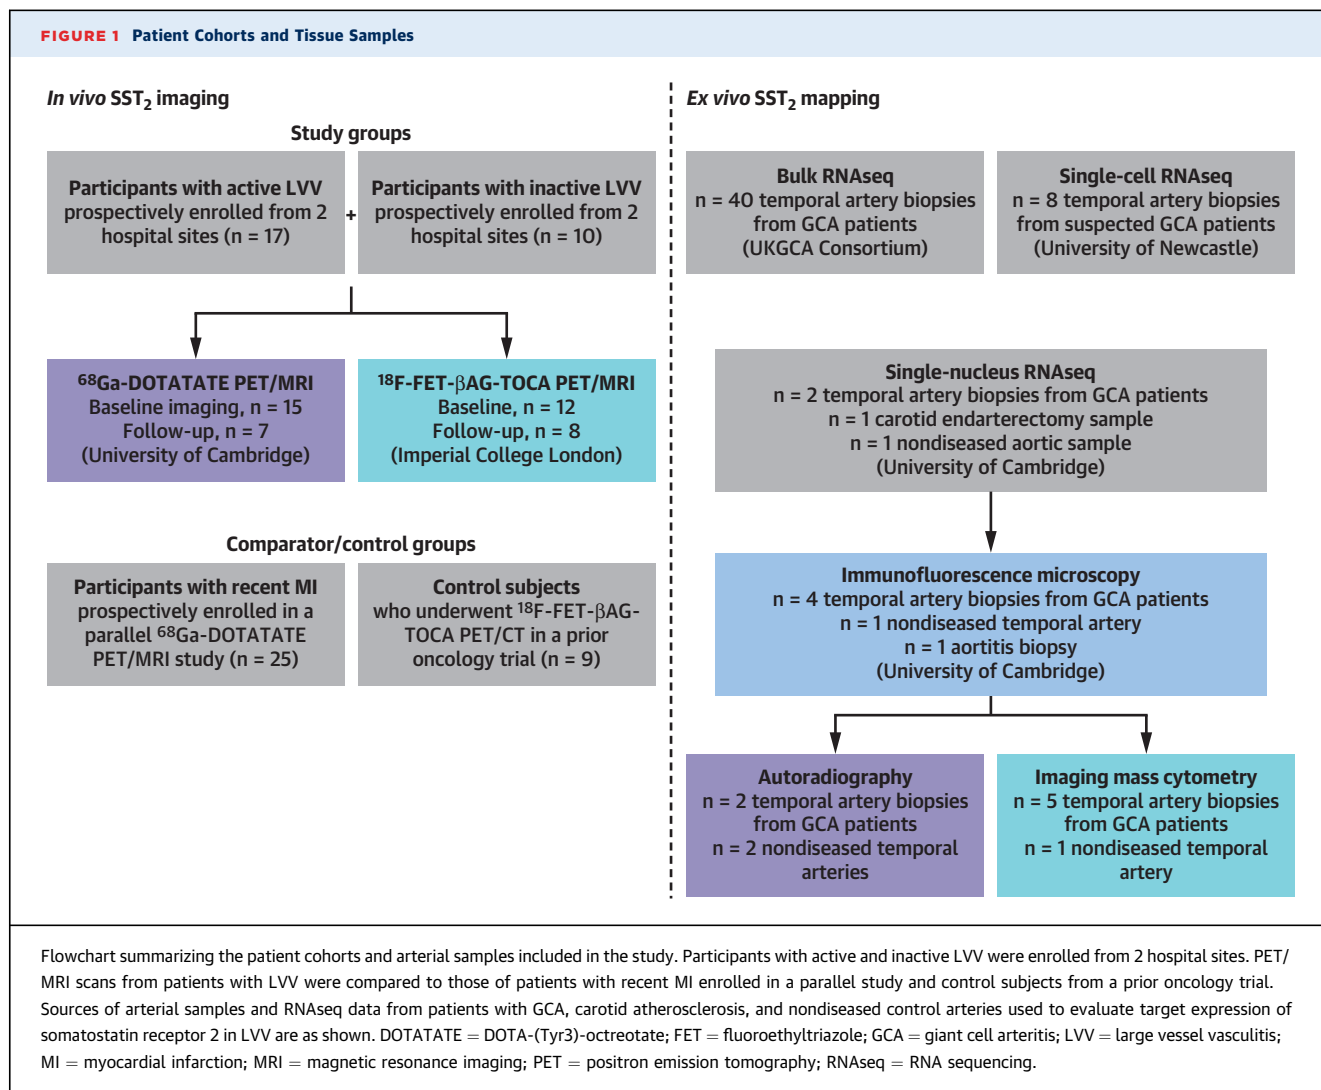 FIGURE 1 Patient Cohorts and Tissue Samples
In vivo SST₂ imaging
Study groups
Participants with active LVV
prospectively enrolled from 2
hospital sites (n = 17)
+
Participants with inactive LVV
prospectively enrolled from 2
hospital sites (n = 10)
⁶⁸Ga-DOTATATE PET/MRI
Baseline imaging, n = 15
Follow-up, n = 7
(University of Cambridge)
¹⁸F-FET-βAG-TOCA PET/MRI
Baseline, n = 12
Follow-up, n = 8
(Imperial College London)
Comparator/control groups
Participants with recent MI
prospectively enrolled in a
parallel ⁶⁸Ga-DOTATATE
PET/MRI study (n = 25)
Control subjects
who underwent ¹⁸F-FET-βAG-
TOCA PET/CT in a prior
oncology trial (n = 9)
Ex vivo SST₂ mapping
Bulk RNAseq
n = 40 temporal artery biopsies
from GCA patients
(UKGCA Consortium)
Single-cell RNAseq
n = 8 temporal artery biopsies
from suspected GCA patients
(University of Newcastle)
Single-nucleus RNAseq
n = 2 temporal artery biopsies from GCA patients
n = 1 carotid endarterectomy sample
n = 1 nondiseased aortic sample
(University of Cambridge)
Immunofluorescence microscopy
n = 4 temporal artery biopsies from GCA patients
n = 1 nondiseased temporal artery
n = 1 aortitis biopsy
(University of Cambridge)
Autoradiography
n = 2 temporal artery biopsies
from GCA patients
n = 2 nondiseased temporal
arteries
Imaging mass cytometry
n = 5 temporal artery biopsies
from GCA patients
n = 1 nondiseased temporal
artery
Flowchart summarizing the patient cohorts and arterial samples included in the study. Participants with active and inactive LVV were enrolled from 2 hospital sites. PET/
MRI scans from patients with LVV were compared to those of patients with recent MI enrolled in a parallel study and control subjects from a prior oncology trial.
Sources of arterial samples and RNAseq data from patients with GCA, carotid atherosclerosis, and nondiseased control arteries used to evaluate target expression of
somatostatin receptor 2 in LVV are as shown. DOTATATE = DOTA-(Tyr3)-octreotate; FET = fluoroethyltriazole; GCA = giant cell arteritis; LVV = large vessel vasculitis;
MI = myocardial infarction; MRI = magnetic resonance imaging; PET = positron emission tomography; RNAseq = RNA sequencing.